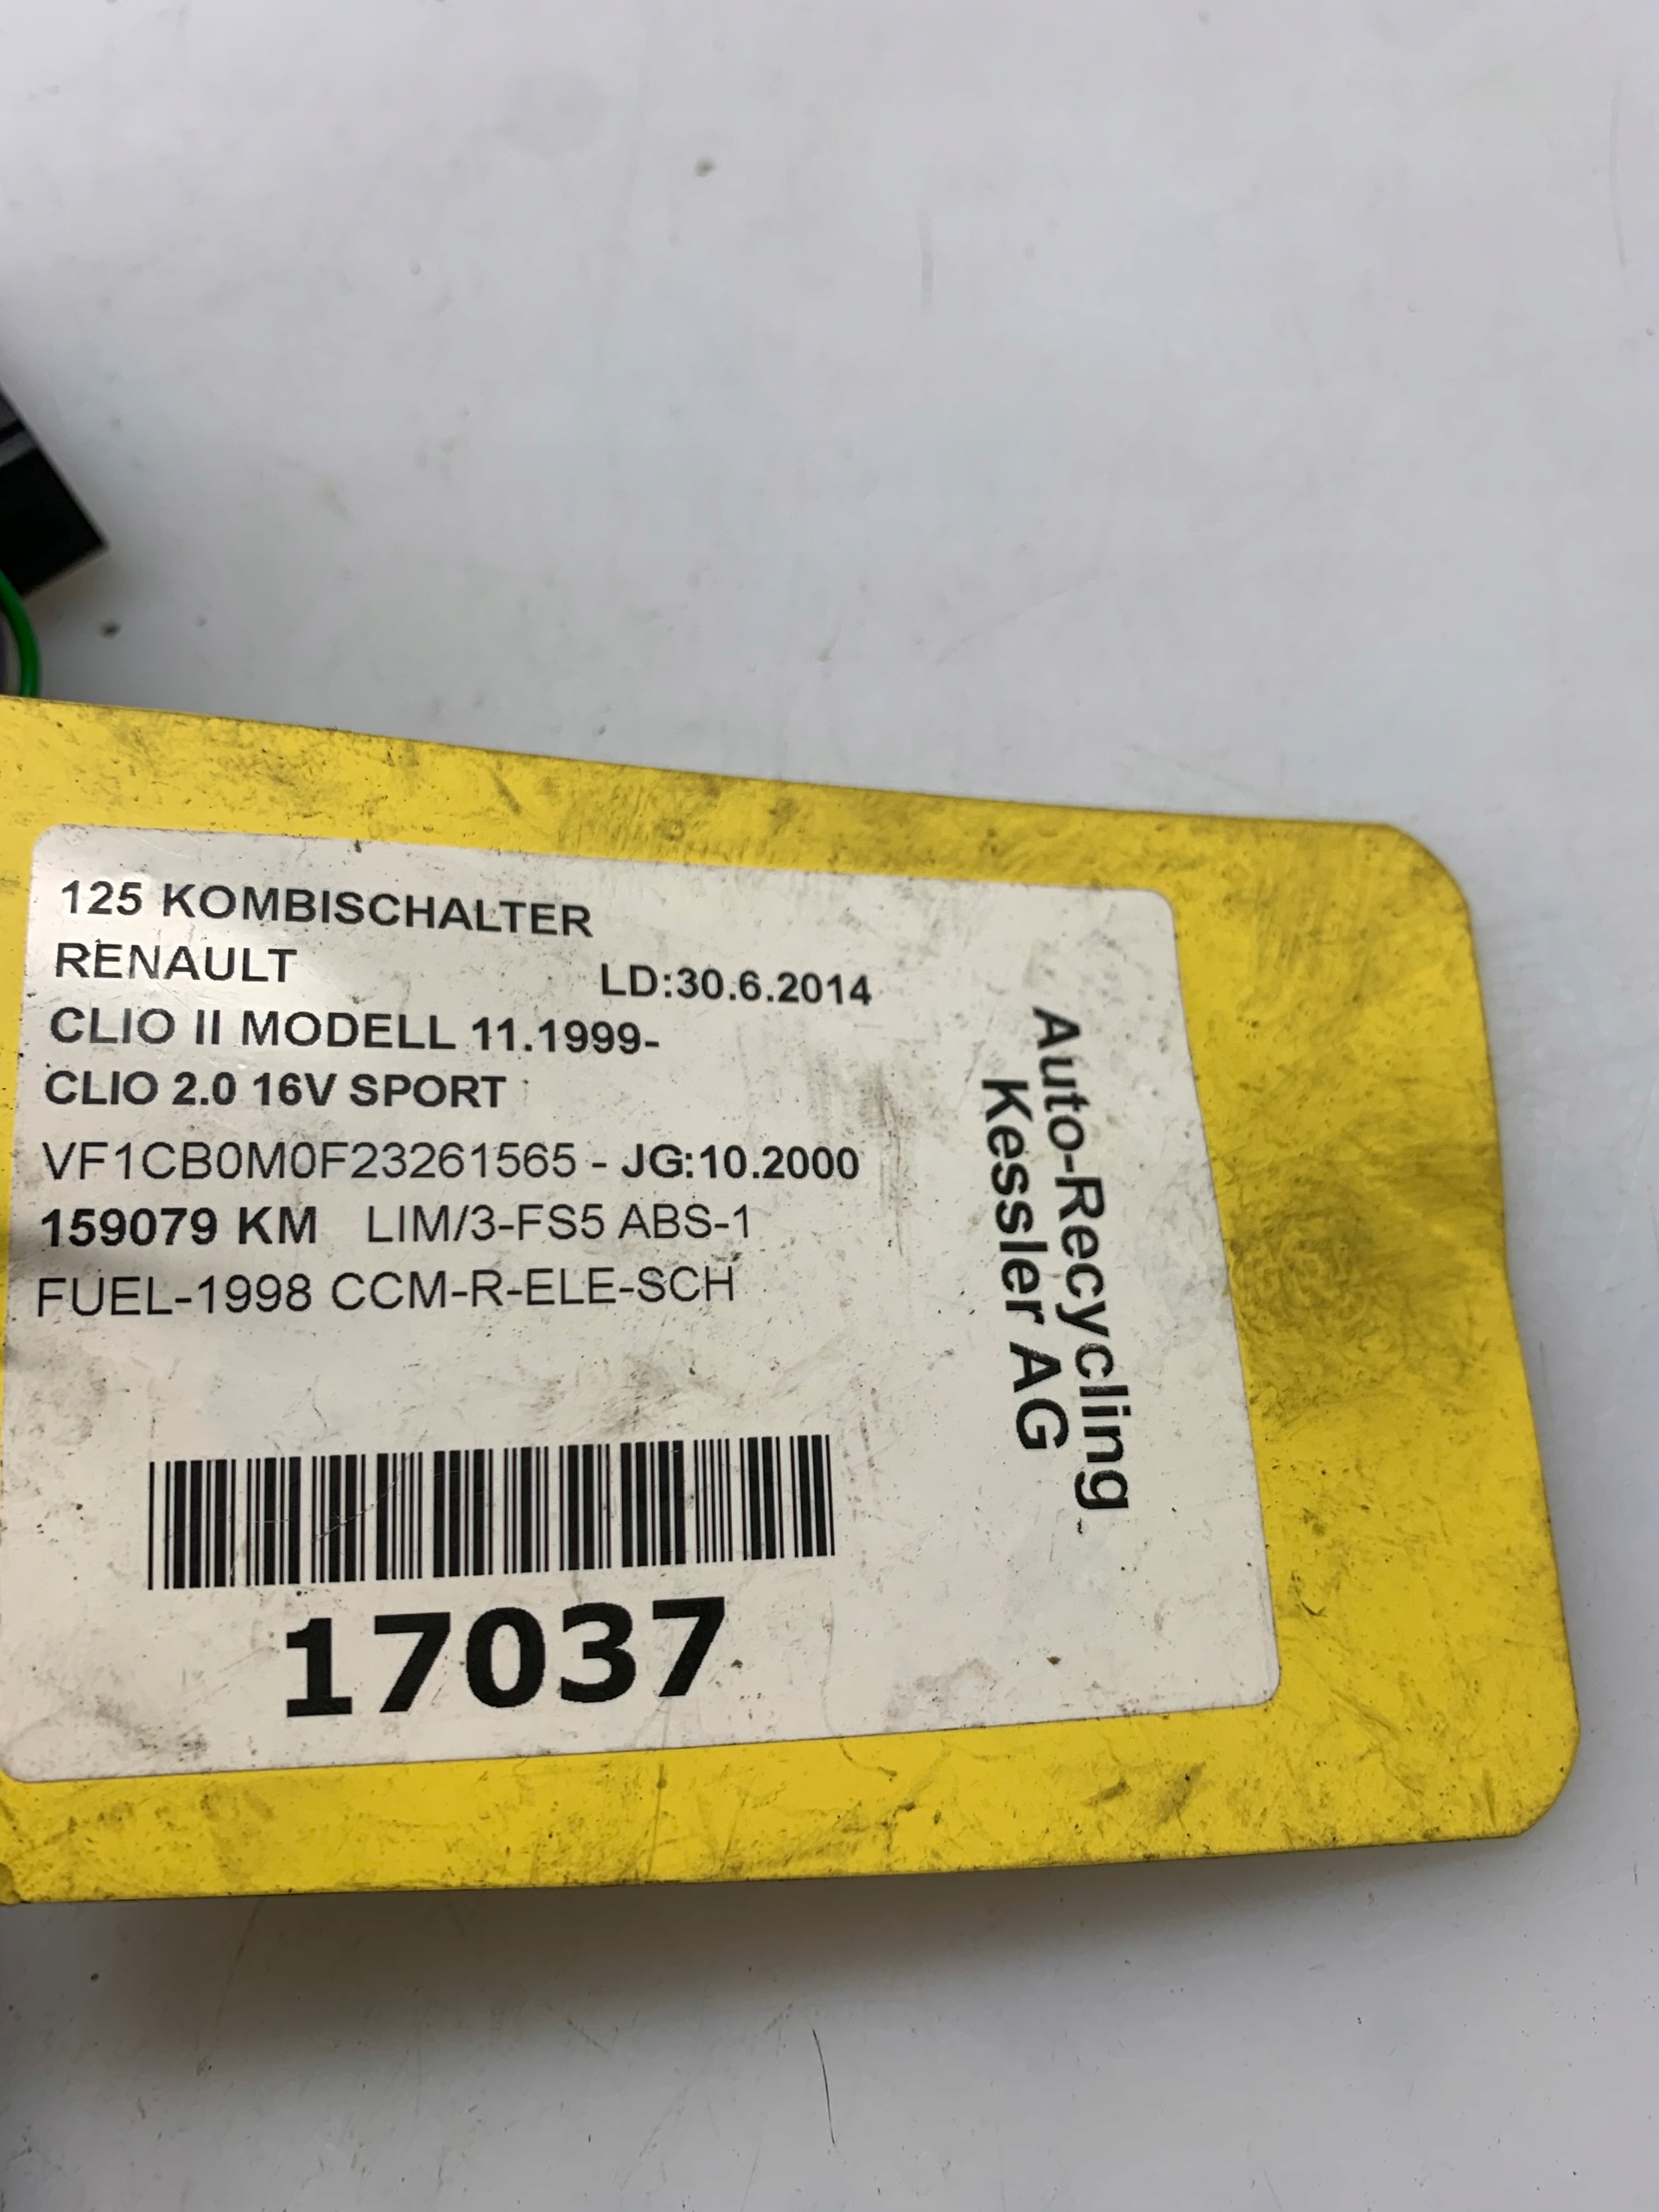 125 KOMBISCHALTER
RENAULT LD:30.6.2014
CLIO II MODELL 11.1999-
CLIO 2.0 16V SPORT
VF1CB0M0F23261565 - JG:10.2000
159079 KM LIM/3-FS5 ABS-1
FUEL-1998 CCM-R-ELE-SCH
17037
Auto-Recycling
Kessler AG